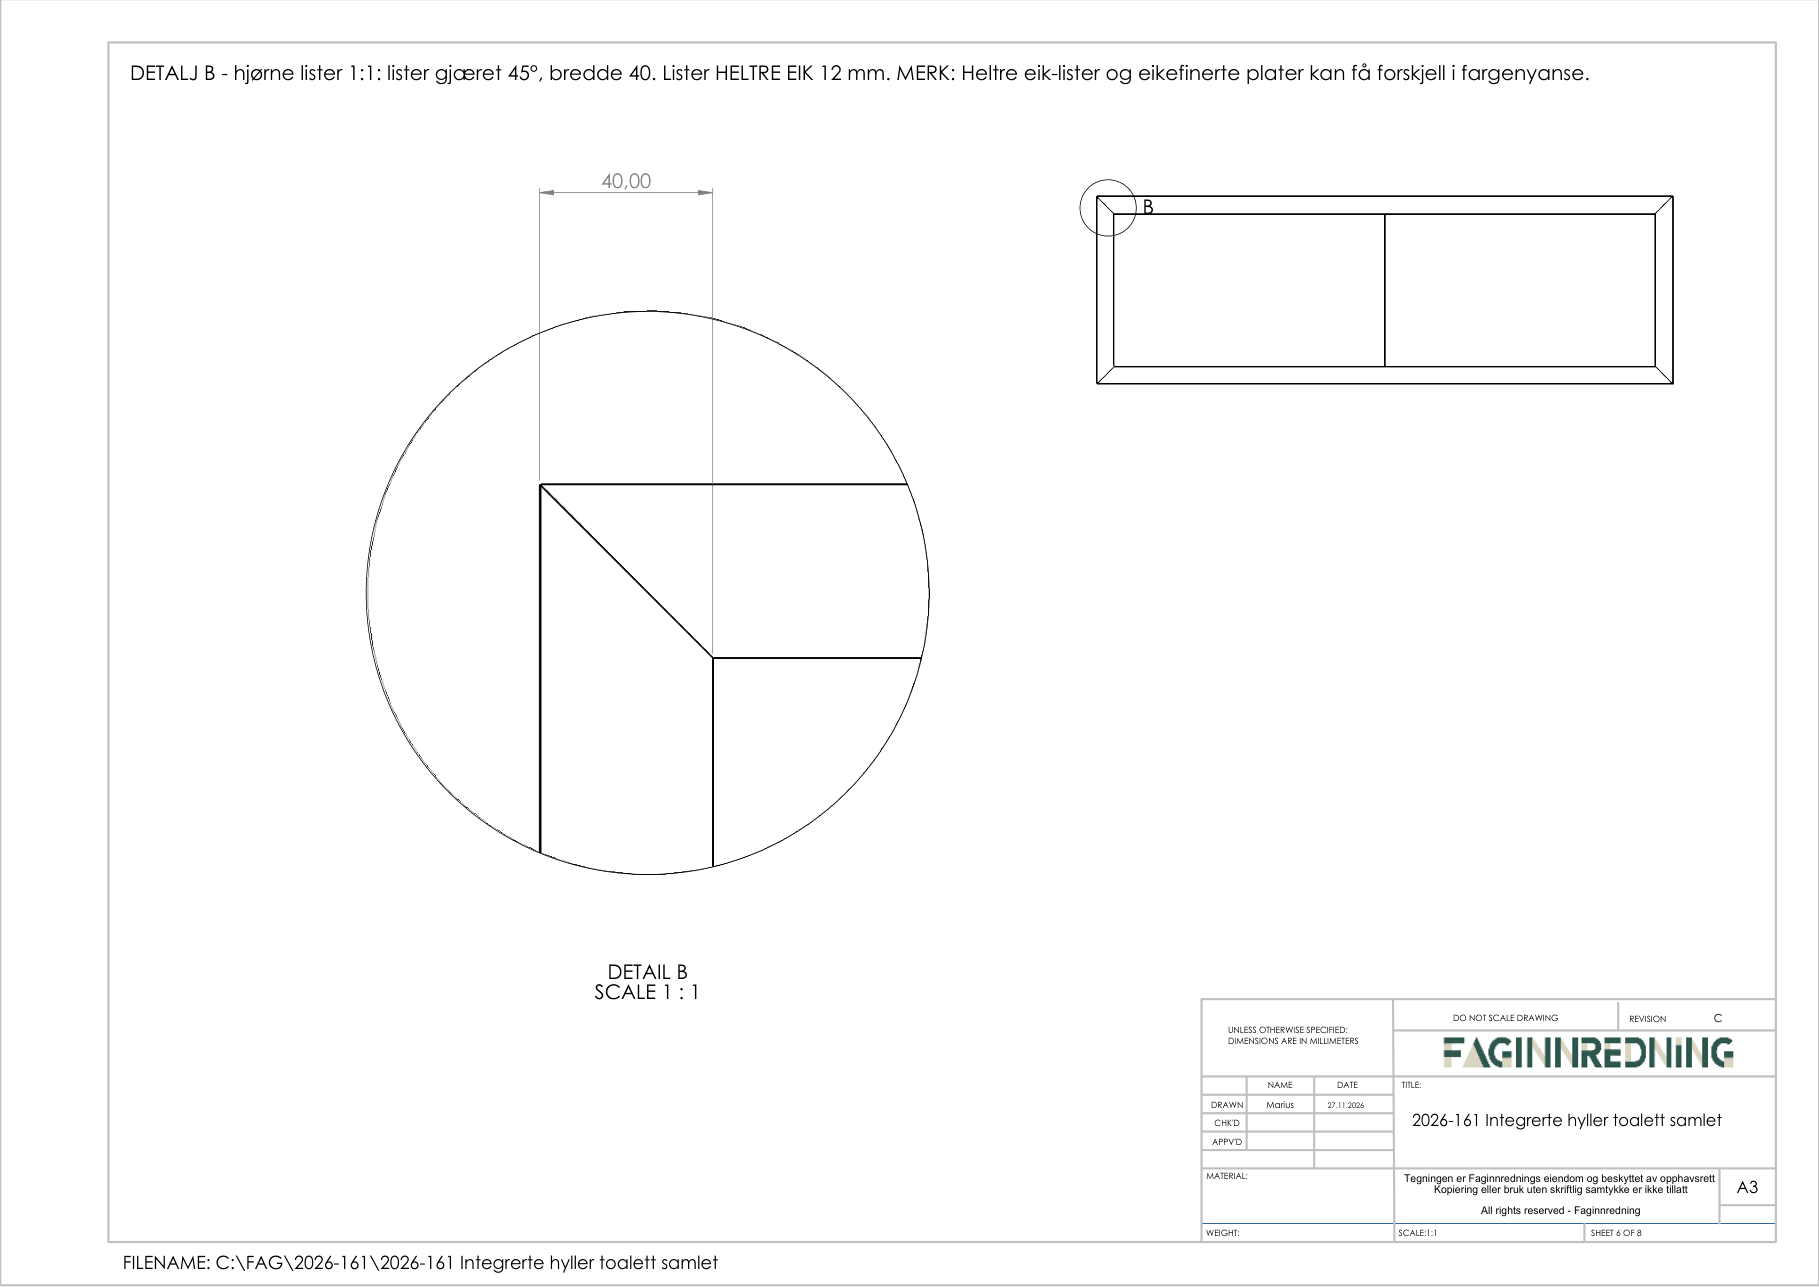 DETALJ B - hjørne lister 1:1: lister gjæret 45°, bredde 40. Lister HELTRE EIK 12 mm. MERK: Heltre eik-lister og eikefinerte plater kan få forskjell i fargenyanse.
40,00
B
DETAIL B
SCALE 1 : 1
UNLESS OTHERWISE SPECIFIED:
DIMENSIONS ARE IN MILLIMETERS
DO NOT SCALE DRAWING
REVISION C
FAGINNREDNING
NAME DATE
DRAWN Marius 27.11.2026
CHK'D
APPV'D
TITLE:
2026-161 Integrerte hyller toalett samlet
MATERIAL:
Tegningen er Faginnrednings eiendom og beskyttet av opphavsrett
Kopiering eller bruk uten skriftlig samtykke er ikke tillatt
All rights reserved - Faginnredning
A3
WEIGHT:
SCALE:1:1
SHEET 6 OF 8
FILENAME: C:\FAG\2026-161\2026-161 Integrerte hyller toalett samlet